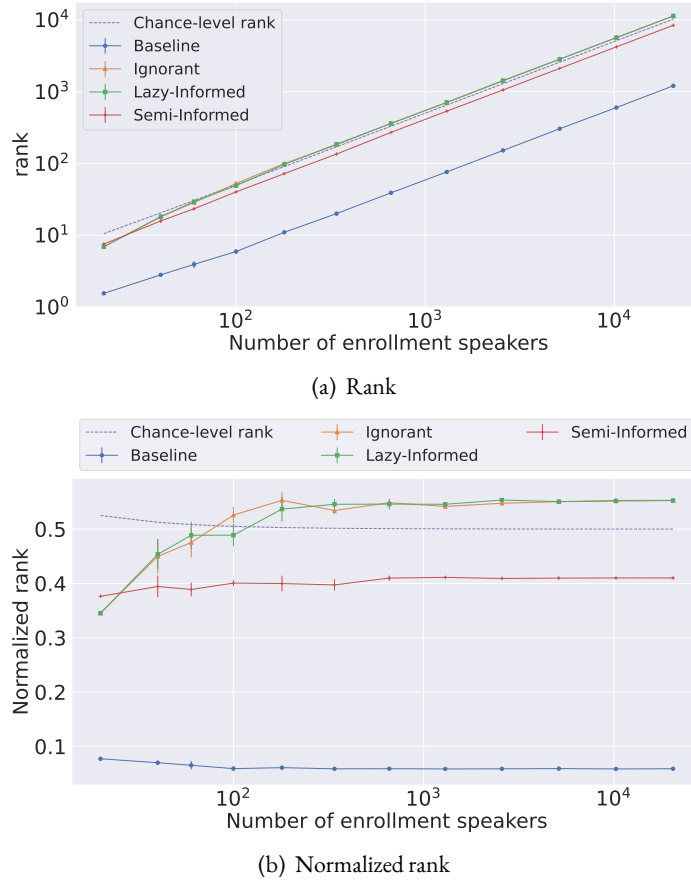 10^4
10^3
10^2
10^1
10^0
rank
Chance-level rank
Baseline
Ignorant
Lazy-Informed
Semi-Informed
10^2 10^3 10^4
Number of enrollment speakers
(a) Rank
Chance-level rank Ignorant Semi-Informed
Baseline Lazy-Informed
0.5
0.4
0.3
0.2
0.1
Normalized rank
10^2 10^3 10^4
Number of enrollment speakers
(b) Normalized rank